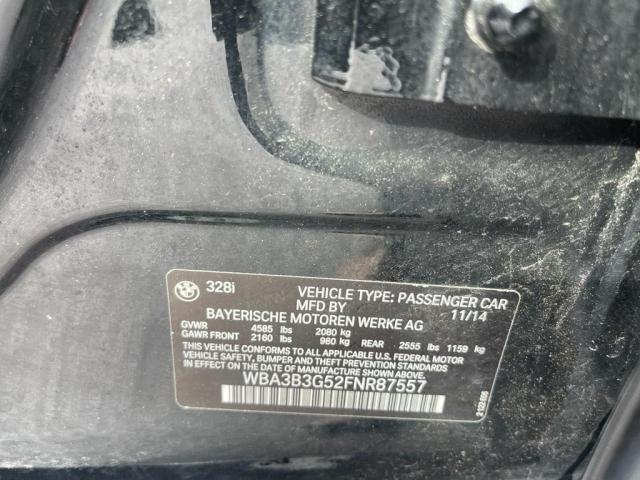 328i VEHICLE TYPE: PASSENGER CAR
MFD BY 11/14
BAYERISCHE MOTOREN WERKE AG
GVWR 4585 lbs 2080 kg
GAWR FRONT 2160 lbs 980 kg REAR 2555 lbs 1159 kg
THIS VEHICLE CONFORMS TO ALL APPLICABLE U.S. FEDERAL MOTOR
VEHICLE SAFETY, BUMPER AND THEFT PREVENTION STANDARDS
IN EFFECT ON THE DATE OF MANUFACTURE SHOWN ABOVE.
WBA3B3G52FNR87557